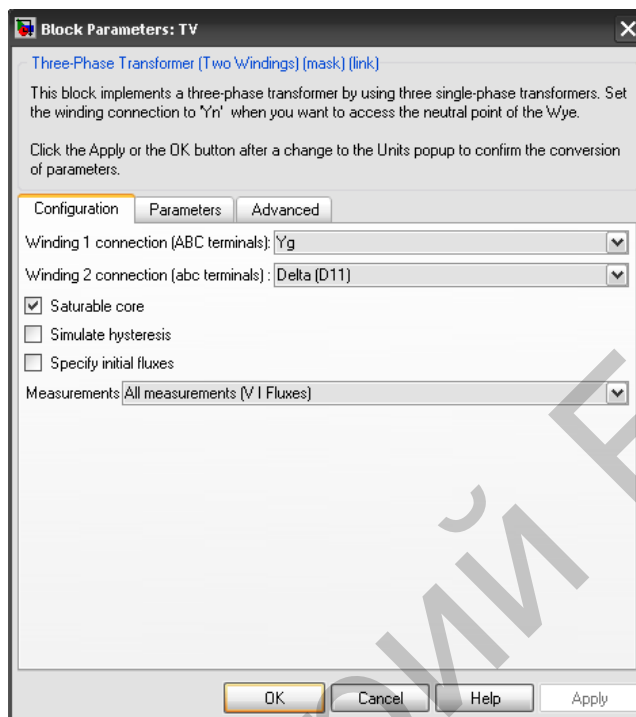 Block Parameters: TV
Three-Phase Transformer (Two Windings) (mask) (link)
This block implements a three-phase transformer by using three single-phase transformers. Set
the winding connection to 'Yn' when you want to access the neutral point of the Wye.
Click the Apply or the OK button after a change to the Units popup to confirm the conversion
of parameters.
Configuration Parameters Advanced
Winding 1 connection (ABC terminals): Yg
Winding 2 connection (abc terminals) : Delta (D11)
Saturable core
Simulate hysteresis
Specify initial fluxes
Measurements All measurements (V I Fluxes)
OK Cancel Help Apply